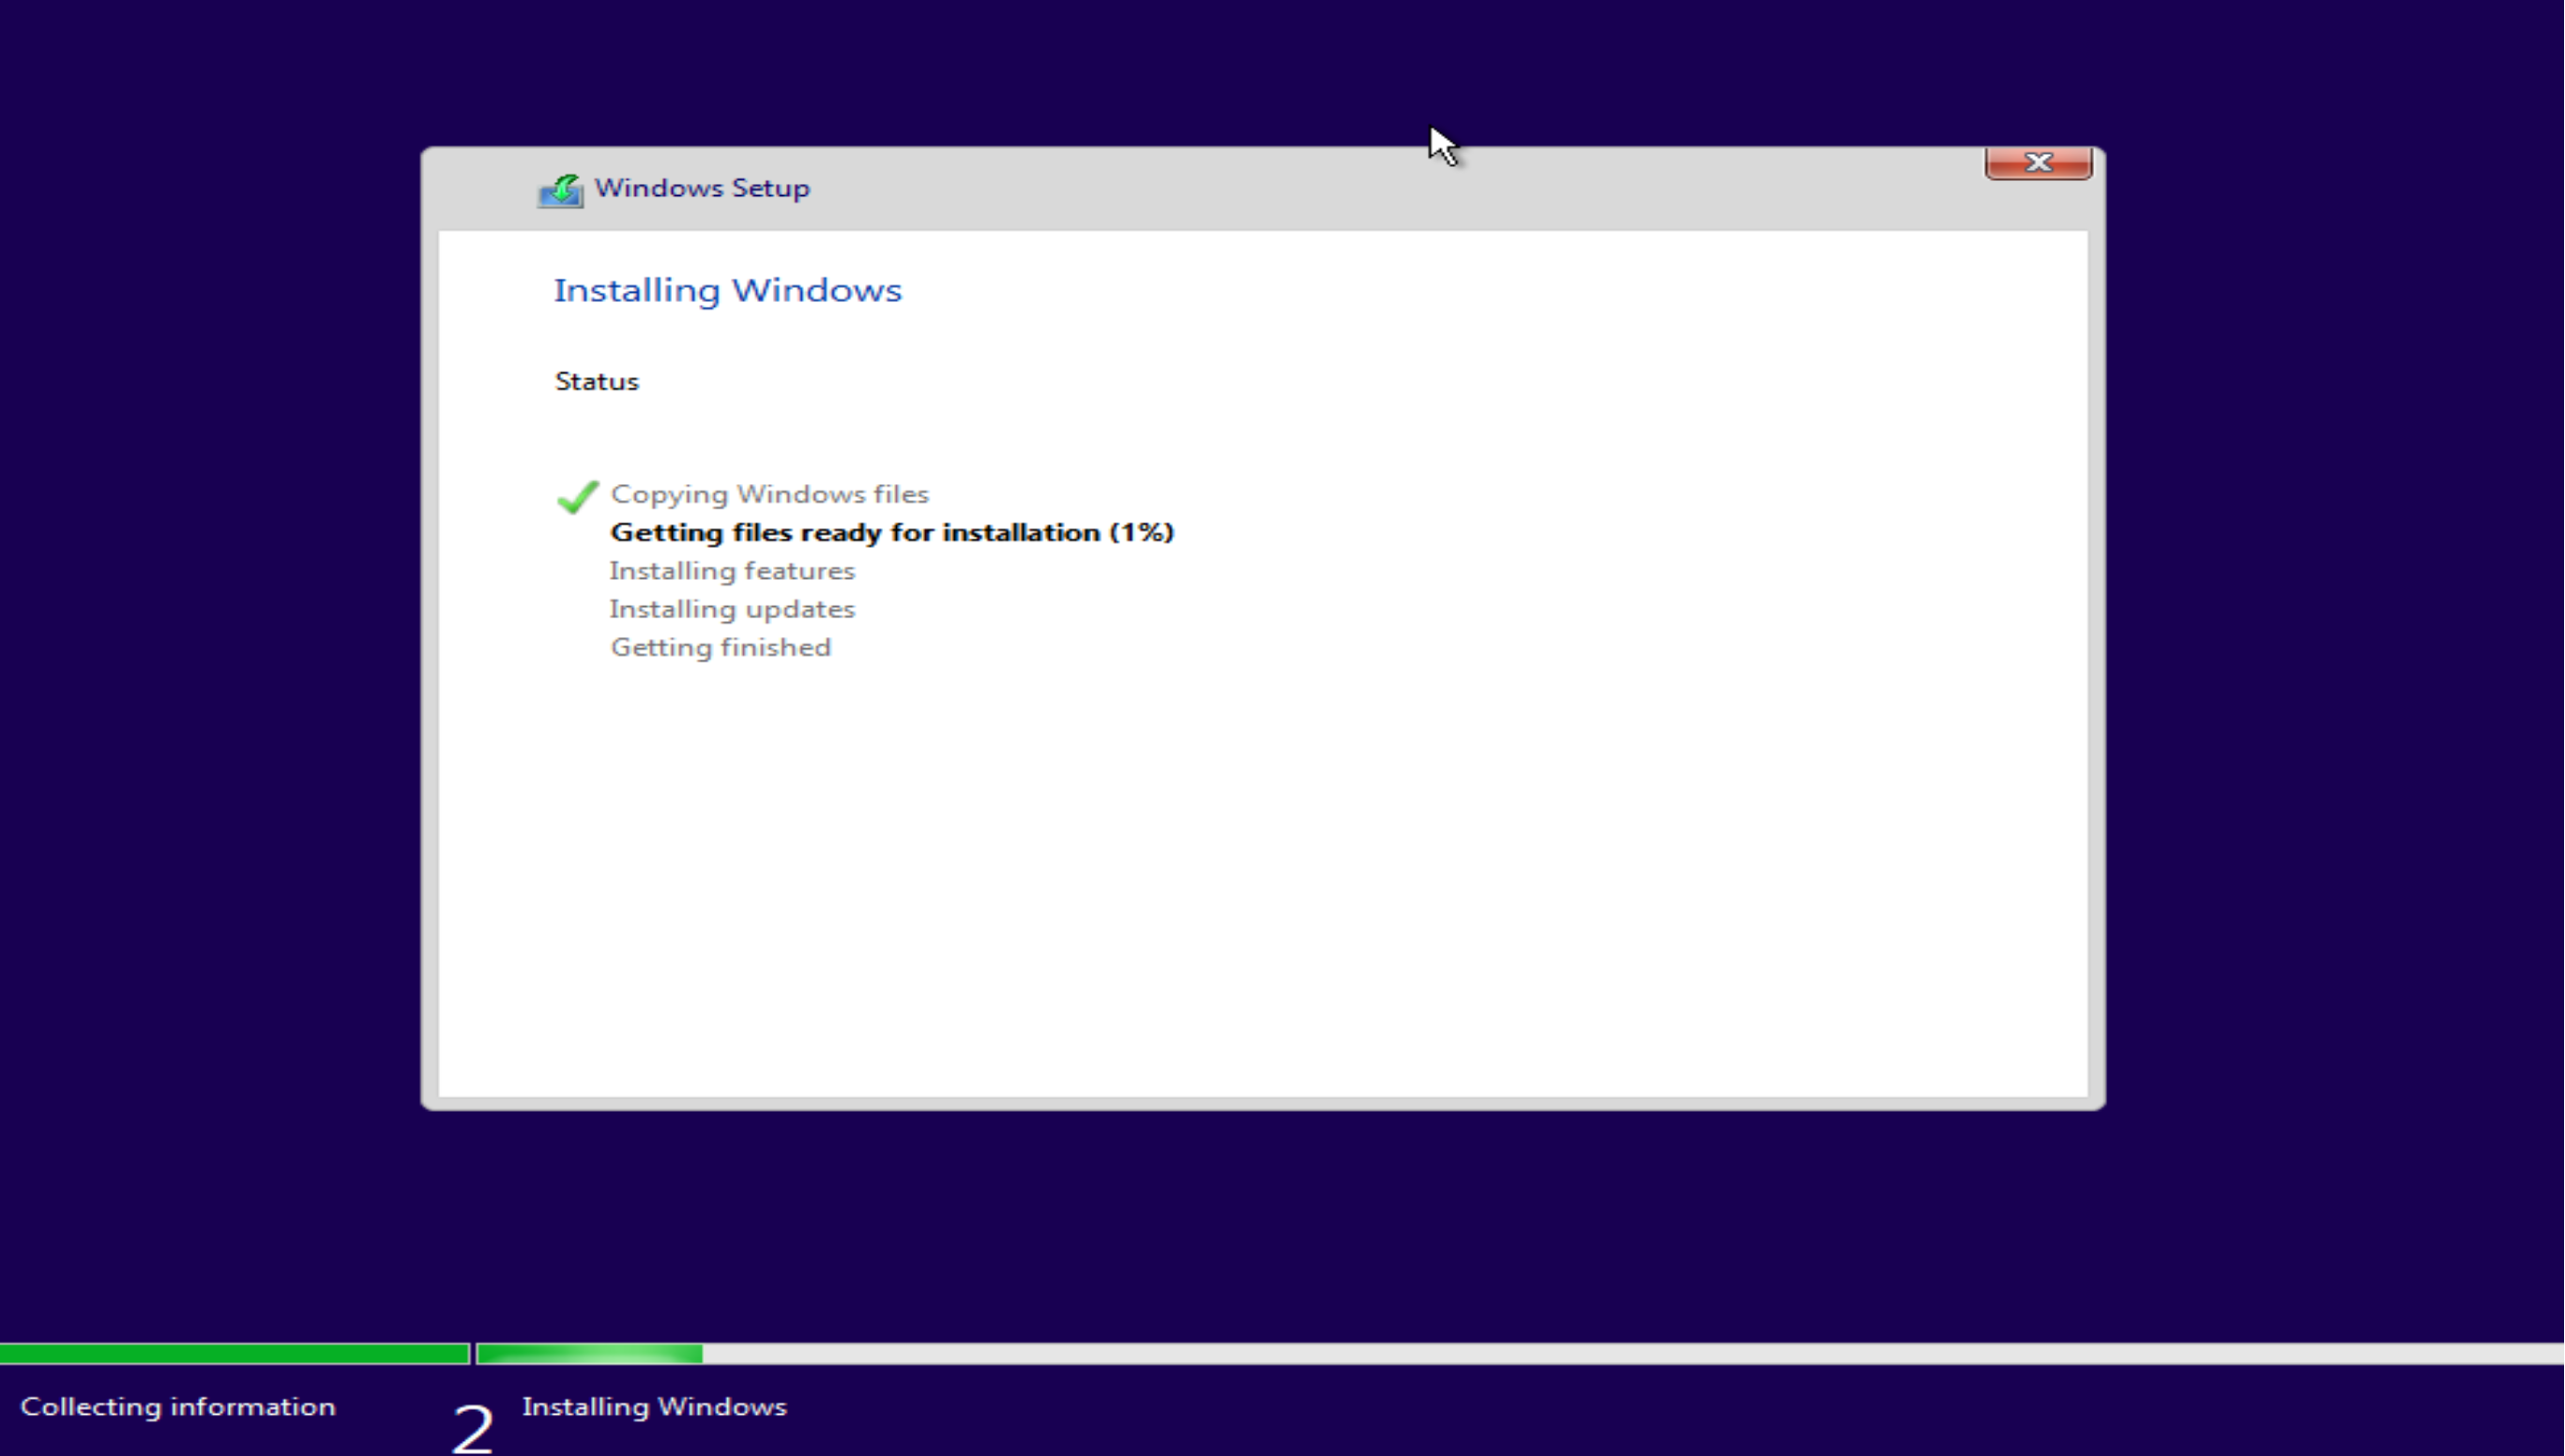 Windows Setup
Installing Windows
Status
Copying Windows files
Getting files ready for installation (1%)
Installing features
Installing updates
Getting finished
Collecting information
2 Installing Windows